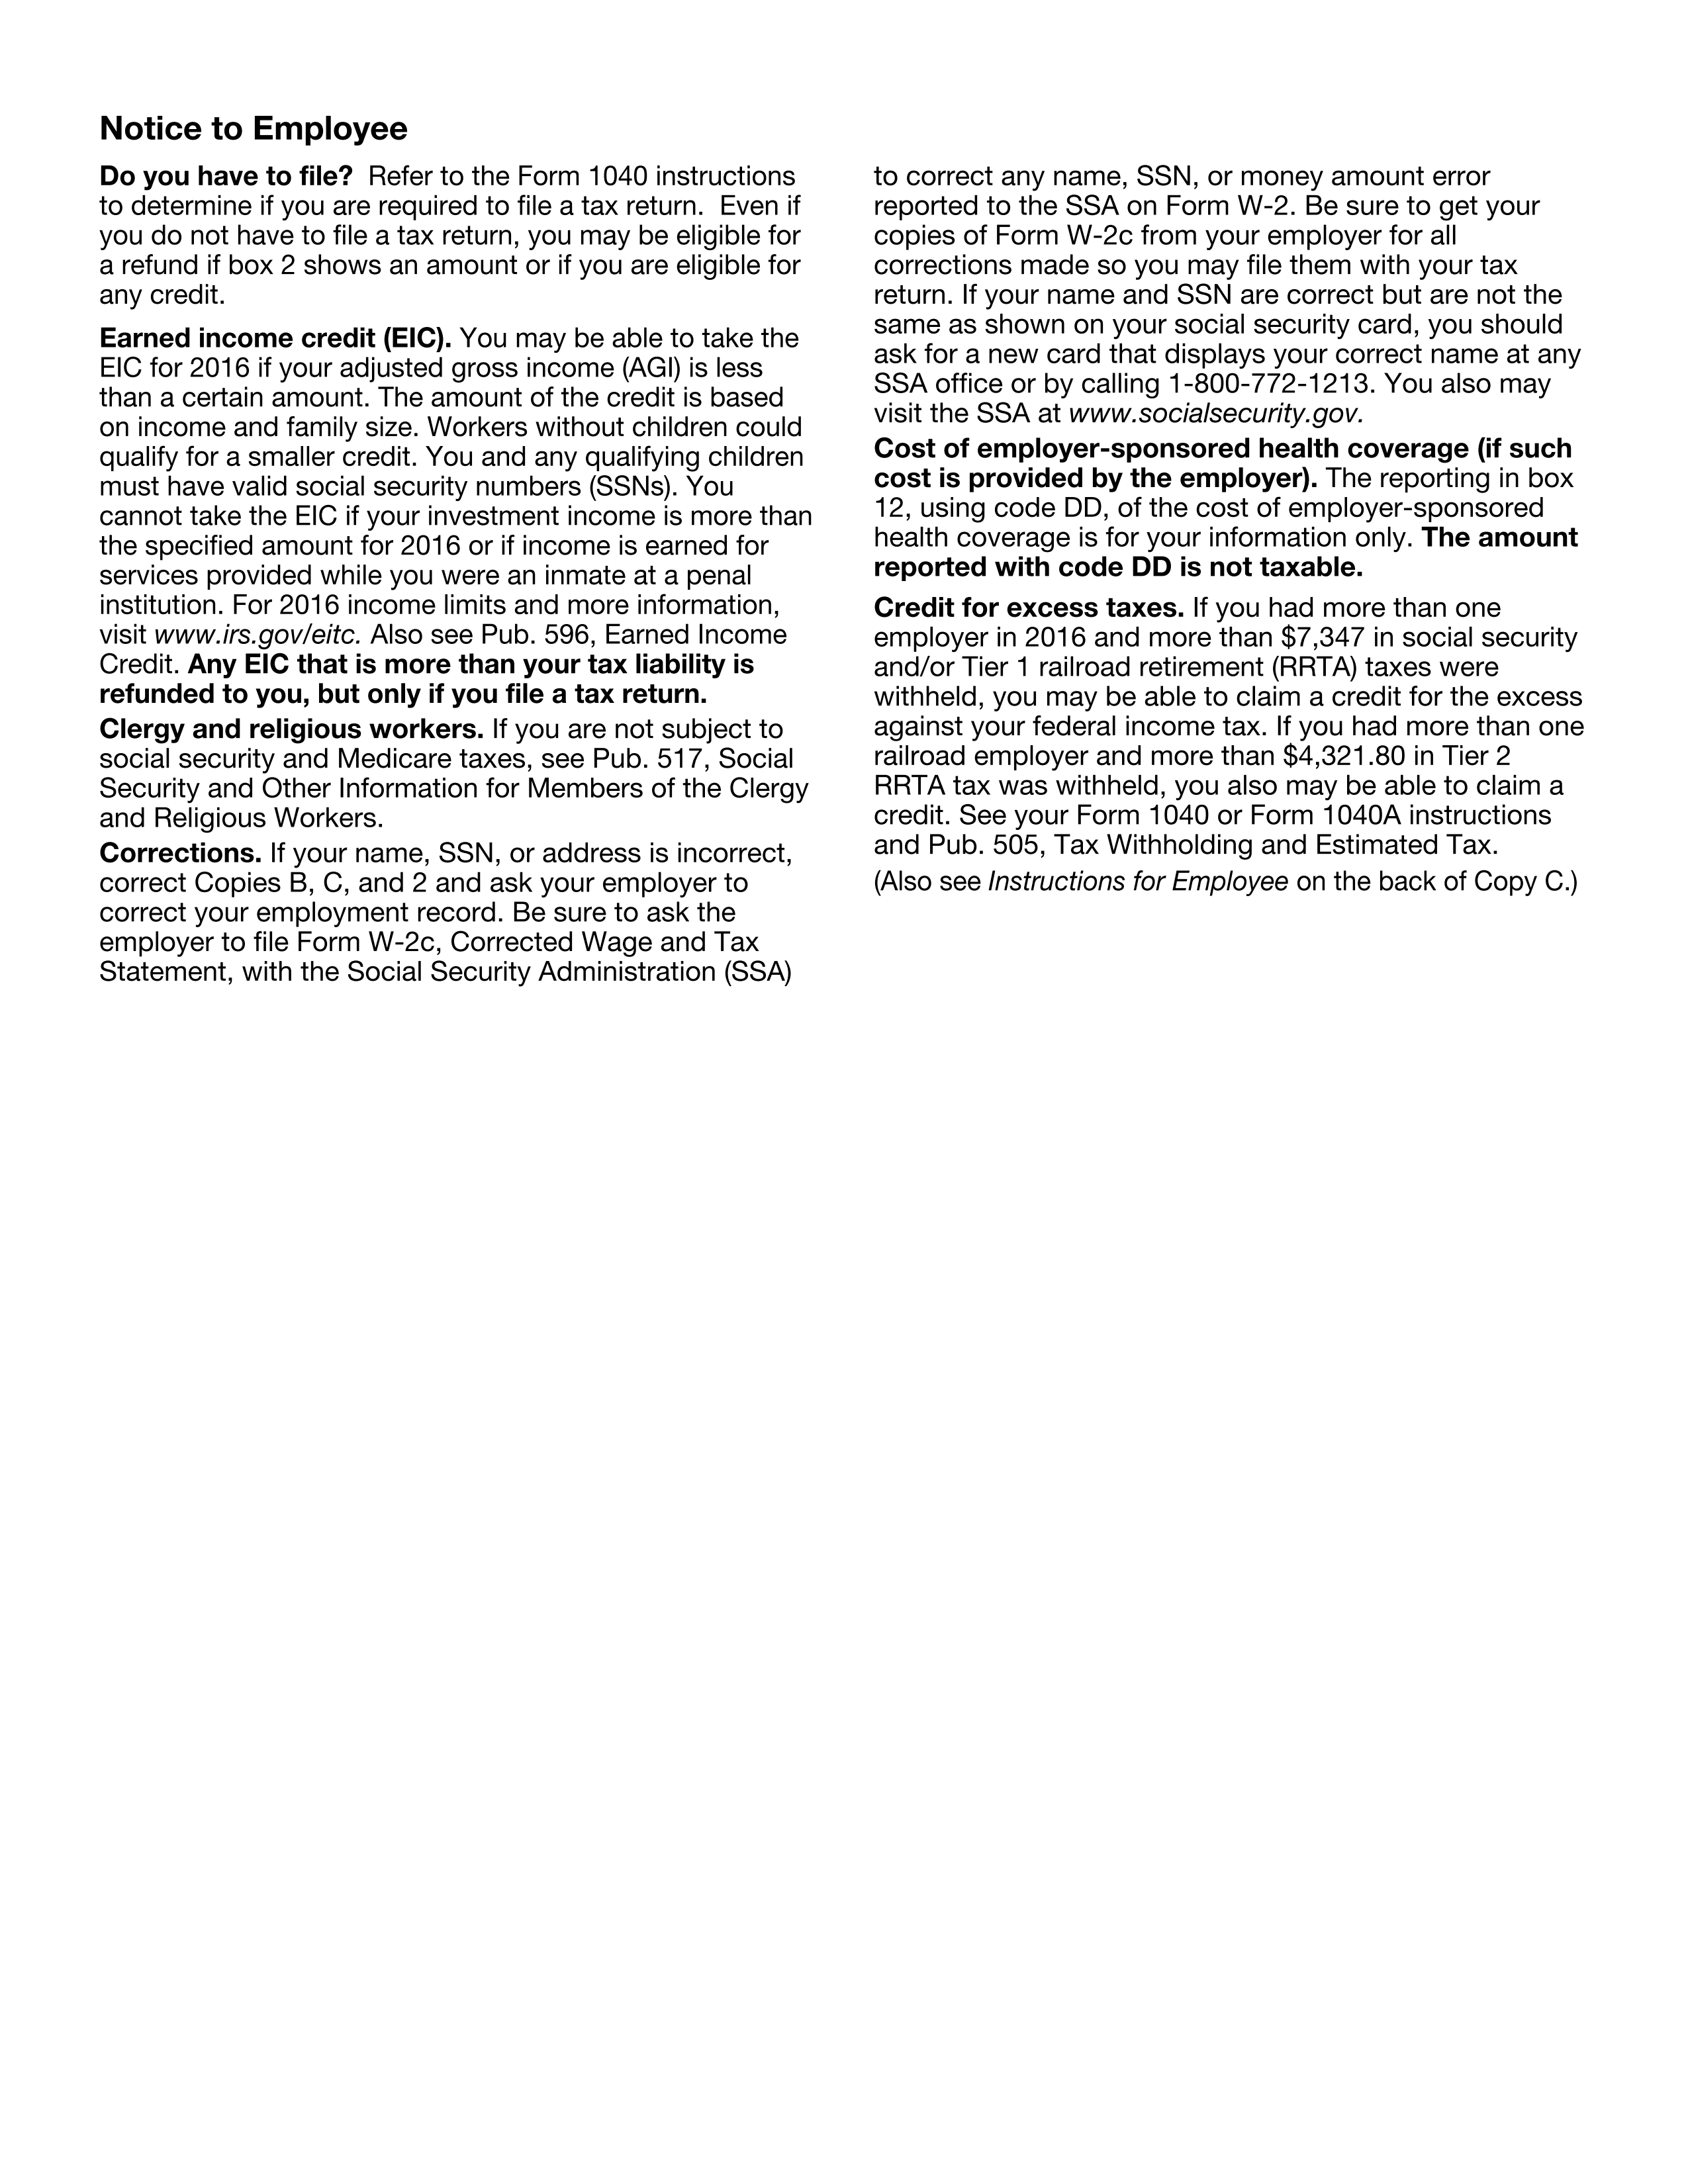 Notice to Employee
Do you have to file? Refer to the Form 1040 instructions
to determine if you are required to file a tax return. Even if
you do not have to file a tax return, you may be eligible for
a refund if box 2 shows an amount or if you are eligible for
any credit.
Earned income credit (EIC). You may be able to take the
EIC for 2016 if your adjusted gross income (AGI) is less
than a certain amount. The amount of the credit is based
on income and family size. Workers without children could
qualify for a smaller credit. You and any qualifying children
must have valid social security numbers (SSNs). You
cannot take the EIC if your investment income is more than
the specified amount for 2016 or if income is earned for
services provided while you were an inmate at a penal
institution. For 2016 income limits and more information,
visit www.irs.gov/eitc. Also see Pub. 596, Earned Income
Credit. Any EIC that is more than your tax liability is
refunded to you, but only if you file a tax return.
Clergy and religious workers. If you are not subject to
social security and Medicare taxes, see Pub. 517, Social
Security and Other Information for Members of the Clergy
and Religious Workers.
Corrections. If your name, SSN, or address is incorrect,
correct Copies B, C, and 2 and ask your employer to
correct your employment record. Be sure to ask the
employer to file Form W-2c, Corrected Wage and Tax
Statement, with the Social Security Administration (SSA)
to correct any name, SSN, or money amount error
reported to the SSA on Form W-2. Be sure to get your
copies of Form W-2c from your employer for all
corrections made so you may file them with your tax
return. If your name and SSN are correct but are not the
same as shown on your social security card, you should
ask for a new card that displays your correct name at any
SSA office or by calling 1-800-772-1213. You also may
visit the SSA at www.socialsecurity.gov.
Cost of employer-sponsored health coverage (if such
cost is provided by the employer). The reporting in box
12, using code DD, of the cost of employer-sponsored
health coverage is for your information only. The amount
reported with code DD is not taxable.
Credit for excess taxes. If you had more than one
employer in 2016 and more than $7,347 in social security
and/or Tier 1 railroad retirement (RRTA) taxes were
withheld, you may be able to claim a credit for the excess
against your federal income tax. If you had more than one
railroad employer and more than $4,321.80 in Tier 2
RRTA tax was withheld, you also may be able to claim a
credit. See your Form 1040 or Form 1040A instructions
and Pub. 505, Tax Withholding and Estimated Tax.
(Also see Instructions for Employee on the back of Copy C.)